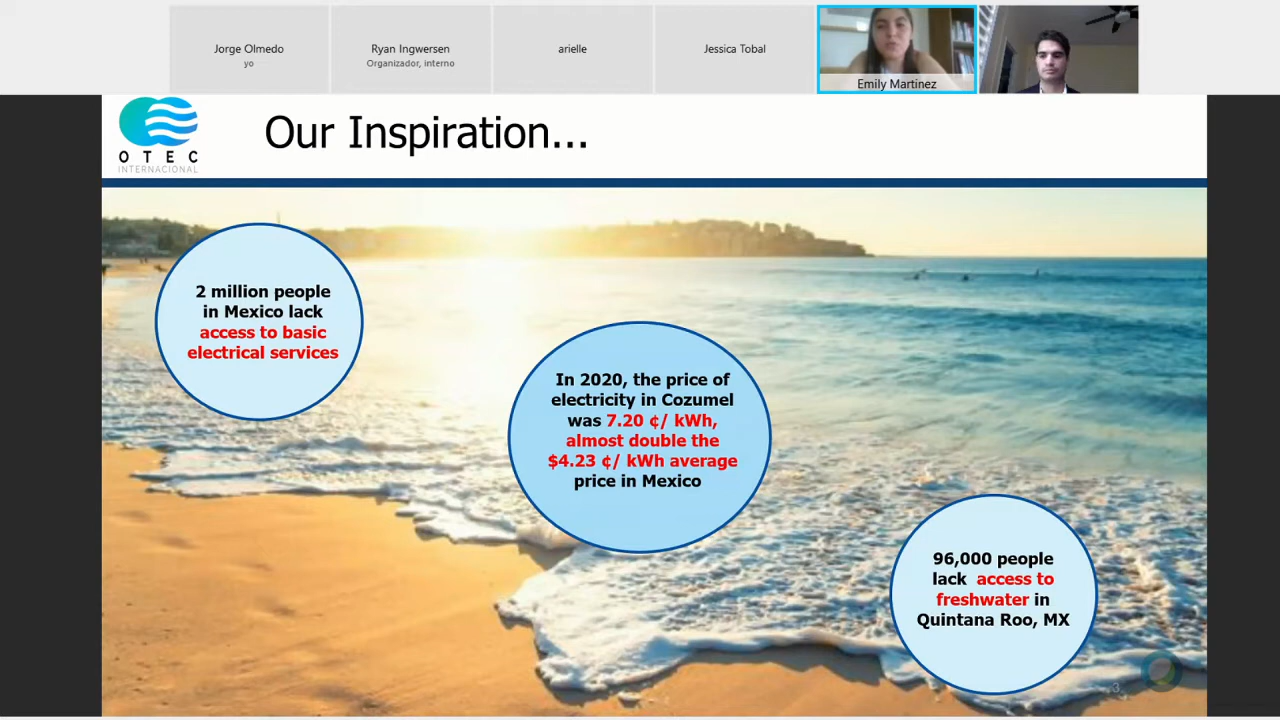 Jorge Olmedo
yo
Ryan Ingwersen
Organizador, interno
arielle
Jessica Tobal
Emily Martinez
OTEC
INTERNACIONAL
Our Inspiration...
2 million people
in Mexico lack
access to basic
electrical services
In 2020, the price of
electricity in Cozumel
was 7.20 ¢/ kWh,
almost double the
$4.23 ¢/ kWh average
price in Mexico
96,000 people
lack access to
freshwater in
Quintana Roo, MX
3